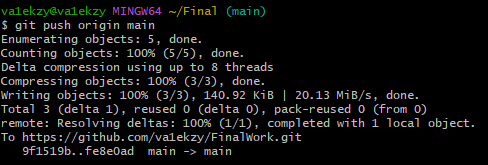 va1ekzy@va1ekzy MINGW64 ~/Final (main)
$ git push origin main
Enumerating objects: 5, done.
Counting objects: 100% (5/5), done.
Delta compression using up to 8 threads
Compressing objects: 100% (3/3), done.
Writing objects: 100% (3/3), 140.92 KiB | 20.13 MiB/s, done.
Total 3 (delta 1), reused 0 (delta 0), pack-reused 0 (from 0)
remote: Resolving deltas: 100% (1/1), completed with 1 local object.
To https://github.com/va1ekzy/FinalWork.git
   9f1519b..fe8e0ad  main -> main